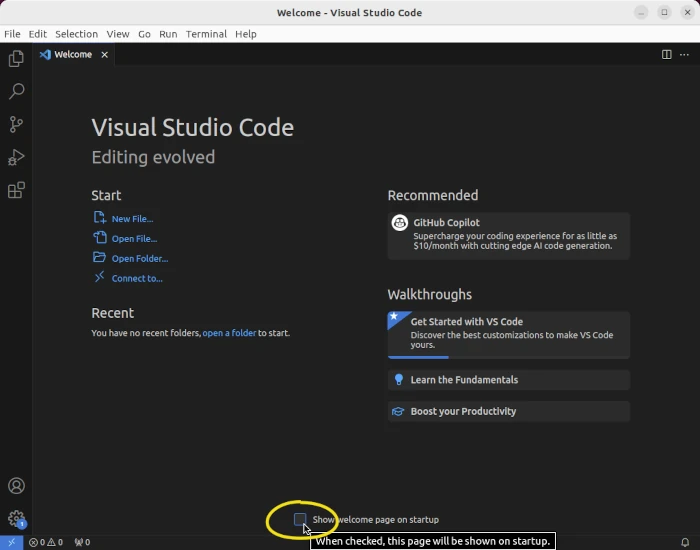 Welcome - Visual Studio Code
File Edit Selection View Go Run Terminal Help
Welcome
Visual Studio Code
Editing evolved
Start
New File...
Open File...
Open Folder...
Connect to...
Recent
You have no recent folders, open a folder to start.
Recommended
GitHub Copilot
Supercharge your coding experience for as little as
$10/month with cutting edge AI code generation.
Walkthroughs
Get Started with VS Code
Discover the best customizations to make VS Code
yours.
Learn the Fundamentals
Boost your Productivity
Show welcome page on startup
When checked, this page will be shown on startup.
1
0 0 0